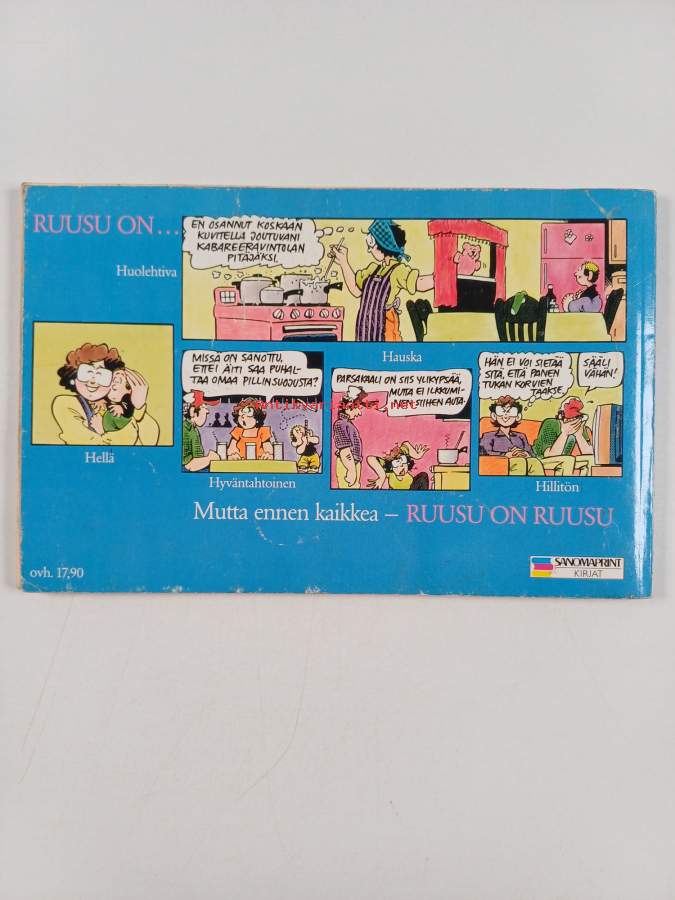 RUUSU ON...
Huolehtiva
EN OSANNUT KOSKAAN
KUVITELLA JOUTUVANI
KABAREERAVINTOLAN
PITÄJÄKSI.
Hauska
Hellä
MISSÄ ON SANOTTU,
ETTEI ÄITI SAA PUHAL-
TAA OMAA PILLINSUOJUSTA?
Hyväntahtoinen
PARSAKAALI ON SIIS YLIKYPSÄÄ,
MUTTA EI ILKKUMI-
NEN SIIHEN AUTA.
HÄN EI VOI SIETÄÄ
SITÄ, ETTÄ PANEN
TUKAN KORVIEN
TAAKSE.
SÄÄLI
VÄHÄN!
Hillitön
antikvariaatti.net
Mutta ennen kaikkea – RUUSU ON RUUSU
ovh. 17,90
SANOMAPRINT
KIRJAT